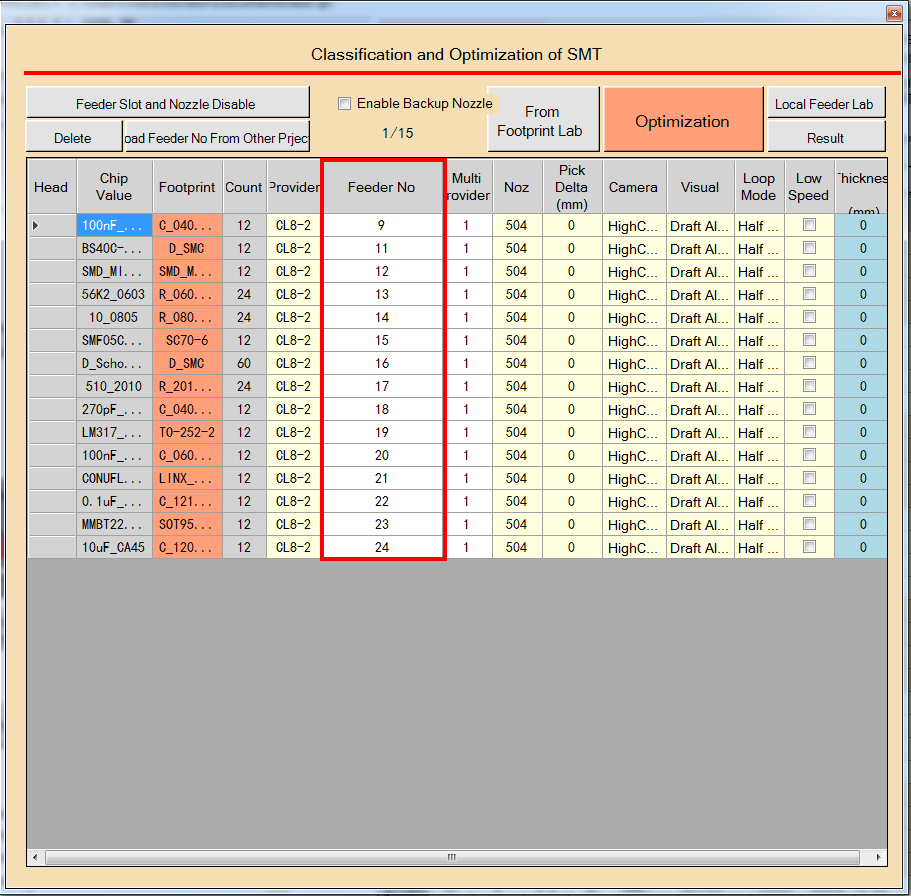 Classification and Optimization of SMT
Feeder Slot and Nozzle Disable
Enable Backup Nozzle
From
Footprint Lab
Optimization
Local Feeder Lab
Delete
oad Feeder No From Other Prject
1/15
Result
Head Chip Value Footprint Count Provider Feeder No Multi rovider Noz Pick Delta (mm) Camera Visual Loop Mode Low Speed Thicknes (mm)
100nF_... C_040... 12 CL8-2 9 1 504 0 HighC... Draft Al... Half ... 0
BS40C-... D_SMC 12 CL8-2 11 1 504 0 HighC... Draft Al... Half ... 0
SMD_MI... SMD_M... 12 CL8-2 12 1 504 0 HighC... Draft Al... Half ... 0
56K2_0603 R_060... 24 CL8-2 13 1 504 0 HighC... Draft Al... Half ... 0
10_0805 R_080... 24 CL8-2 14 1 504 0 HighC... Draft Al... Half ... 0
SMF05C... SC70-6 12 CL8-2 15 1 504 0 HighC... Draft Al... Half ... 0
D_Scho... D_SMC 60 CL8-2 16 1 504 0 HighC... Draft Al... Half ... 0
510_2010 R_201... 24 CL8-2 17 1 504 0 HighC... Draft Al... Half ... 0
270pF_... C_040... 12 CL8-2 18 1 504 0 HighC... Draft Al... Half ... 0
LM317_... TO-252-2 12 CL8-2 19 1 504 0 HighC... Draft Al... Half ... 0
100nF_... C_060... 12 CL8-2 20 1 504 0 HighC... Draft Al... Half ... 0
CONUFL... LINX_... 12 CL8-2 21 1 504 0 HighC... Draft Al... Half ... 0
0.1uF_... C_121... 12 CL8-2 22 1 504 0 HighC... Draft Al... Half ... 0
MMBT22... SOT95... 12 CL8-2 23 1 504 0 HighC... Draft Al... Half ... 0
10uF_CA45 C_120... 12 CL8-2 24 1 504 0 HighC... Draft Al... Half ... 0